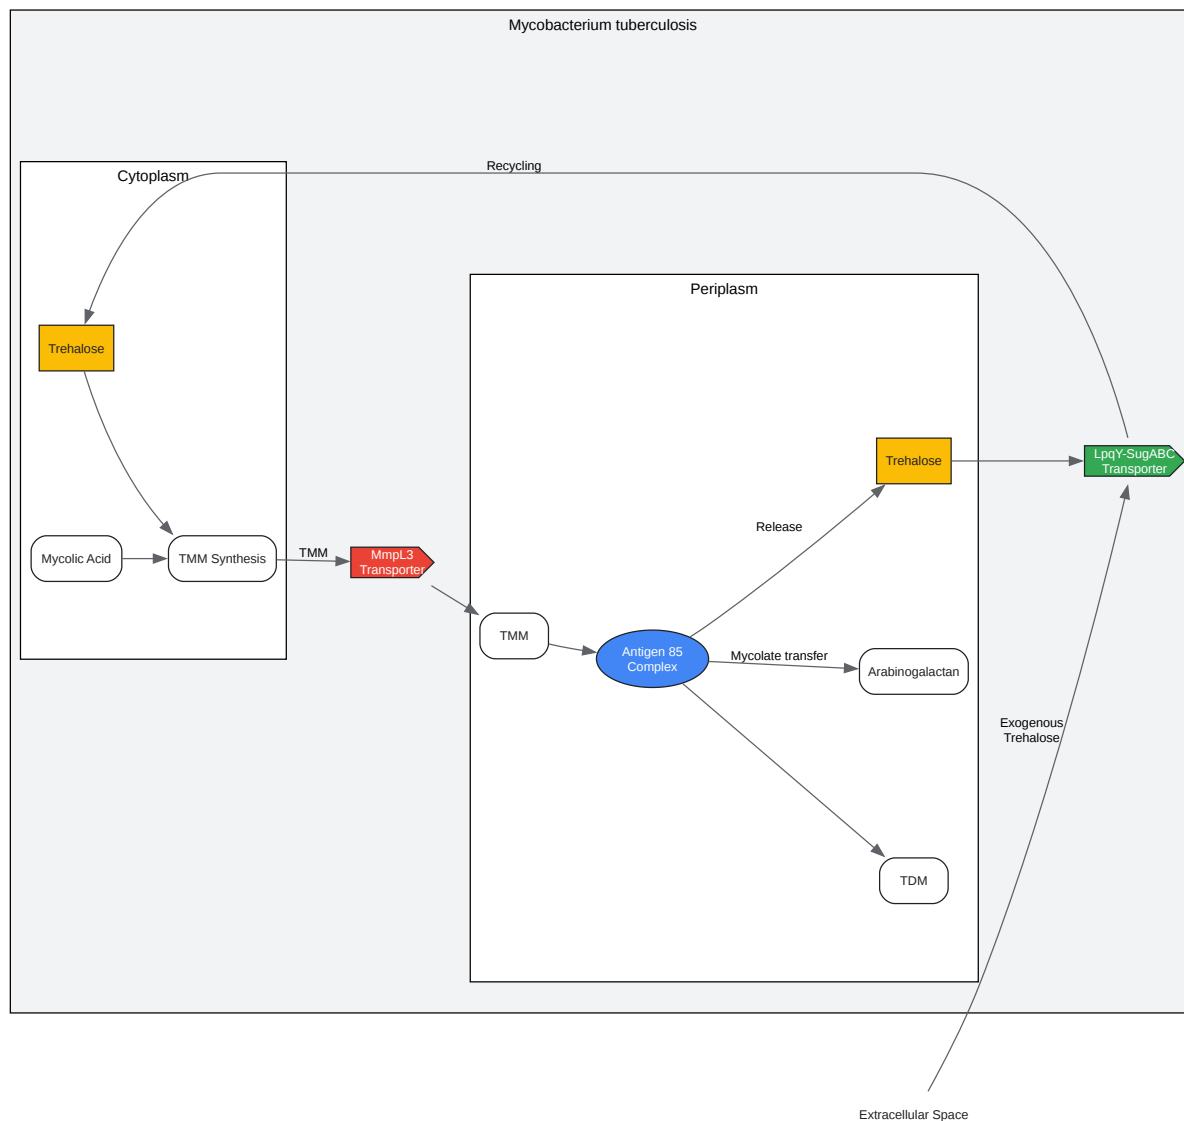 Mycobacterium tuberculosis
Recycling
Cytoplasm
Periplasm
Trehalose
Trehalose
LpqY-SugABC
Transporter
Release
Mycolic Acid
TMM Synthesis
TMM
MmpL3
Transporter
TMM
Antigen 85
Complex
Mycolate transfer
Arabinogalactan
Exogenous
Trehalose
TDM
Extracellular Space